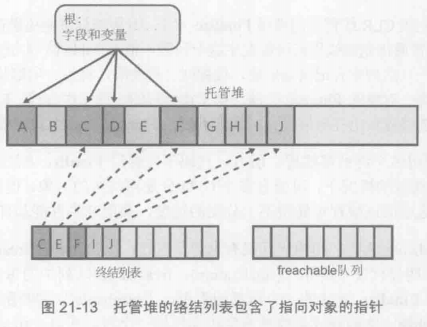 根:
字段和变量
托管堆
A B C D E F G H I J
C E F I J
终结列表
freachable队列
图 21-13 托管堆的终结列表包含了指向对象的指针